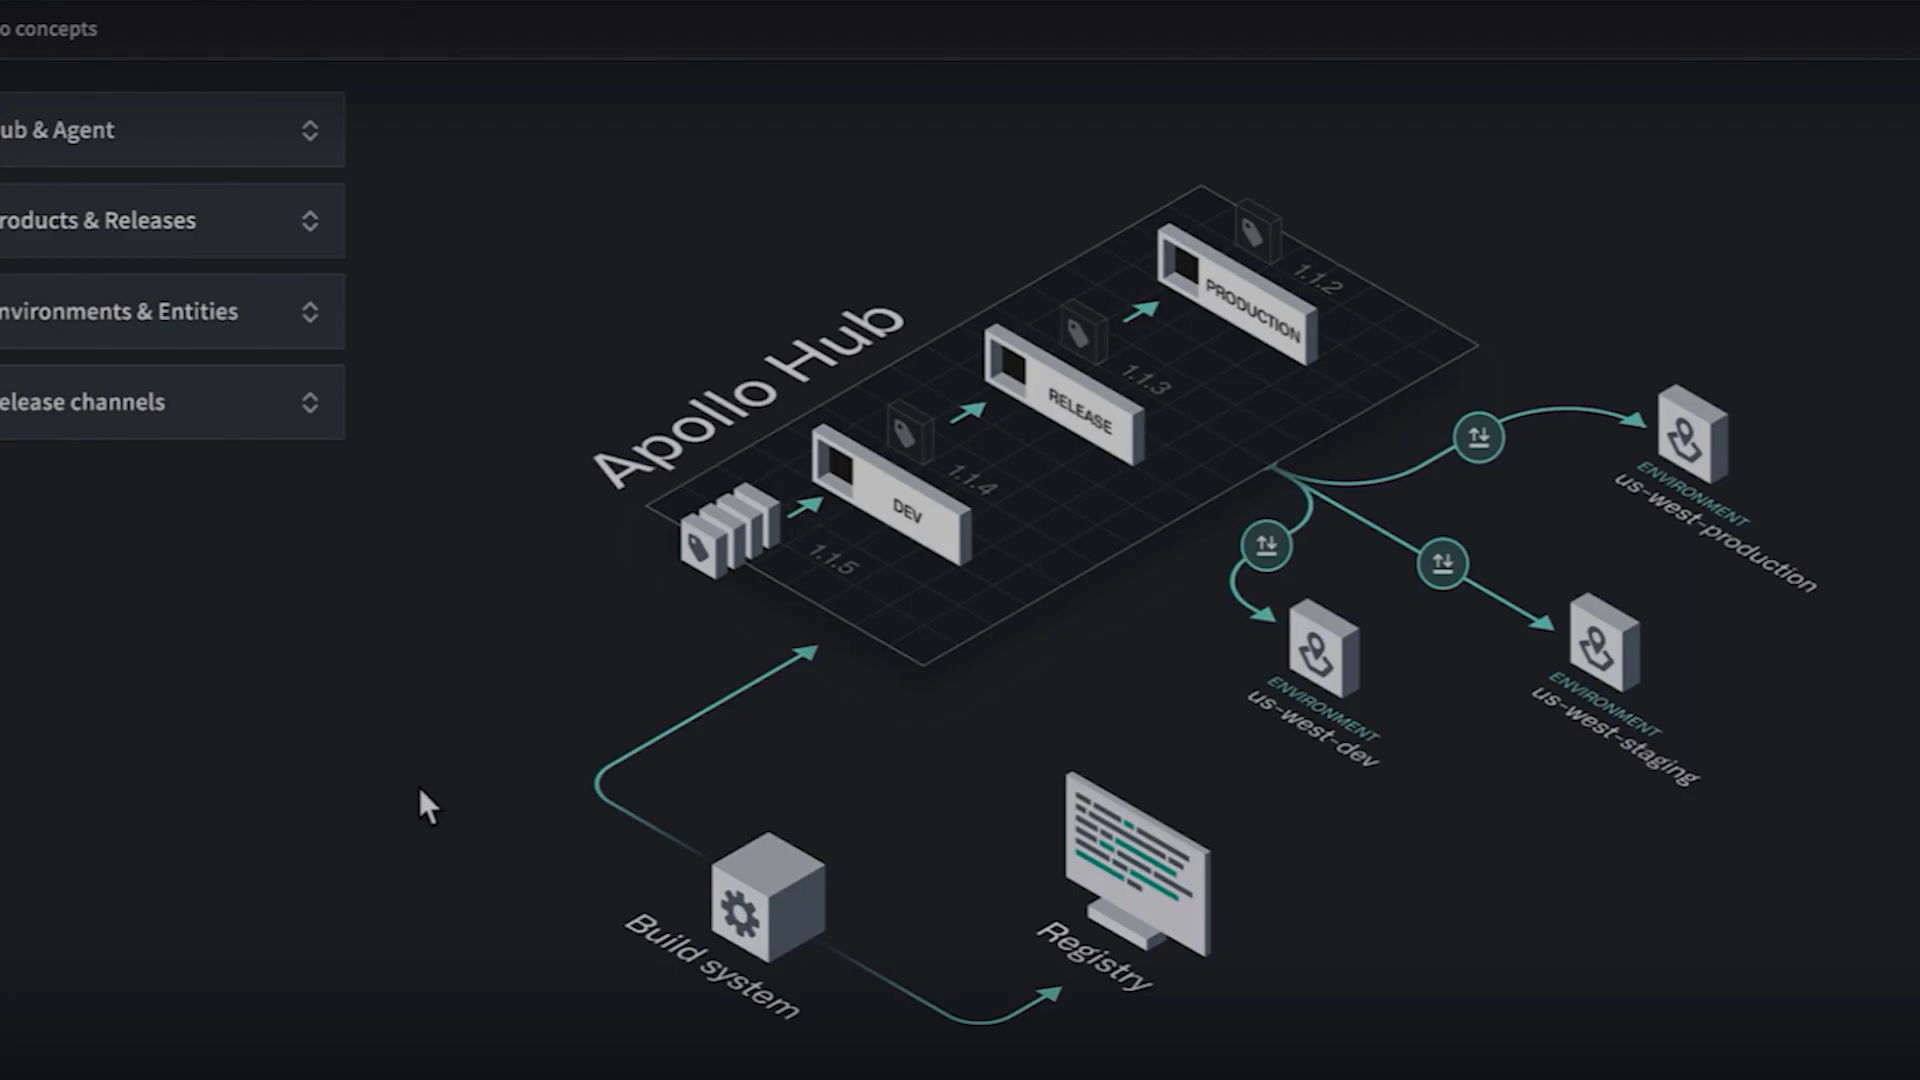 o concepts
ub & Agent
roducts & Releases
nvironments & Entities
elease channels
Apollo Hub
PRODUCTION
1.1.2
RELEASE
1.1.3
DEV
1.1.4
1.1.5
ENVIRONMENT
us-west-production
ENVIRONMENT
us-west-staging
ENVIRONMENT
us-west-dev
Build system
Registry